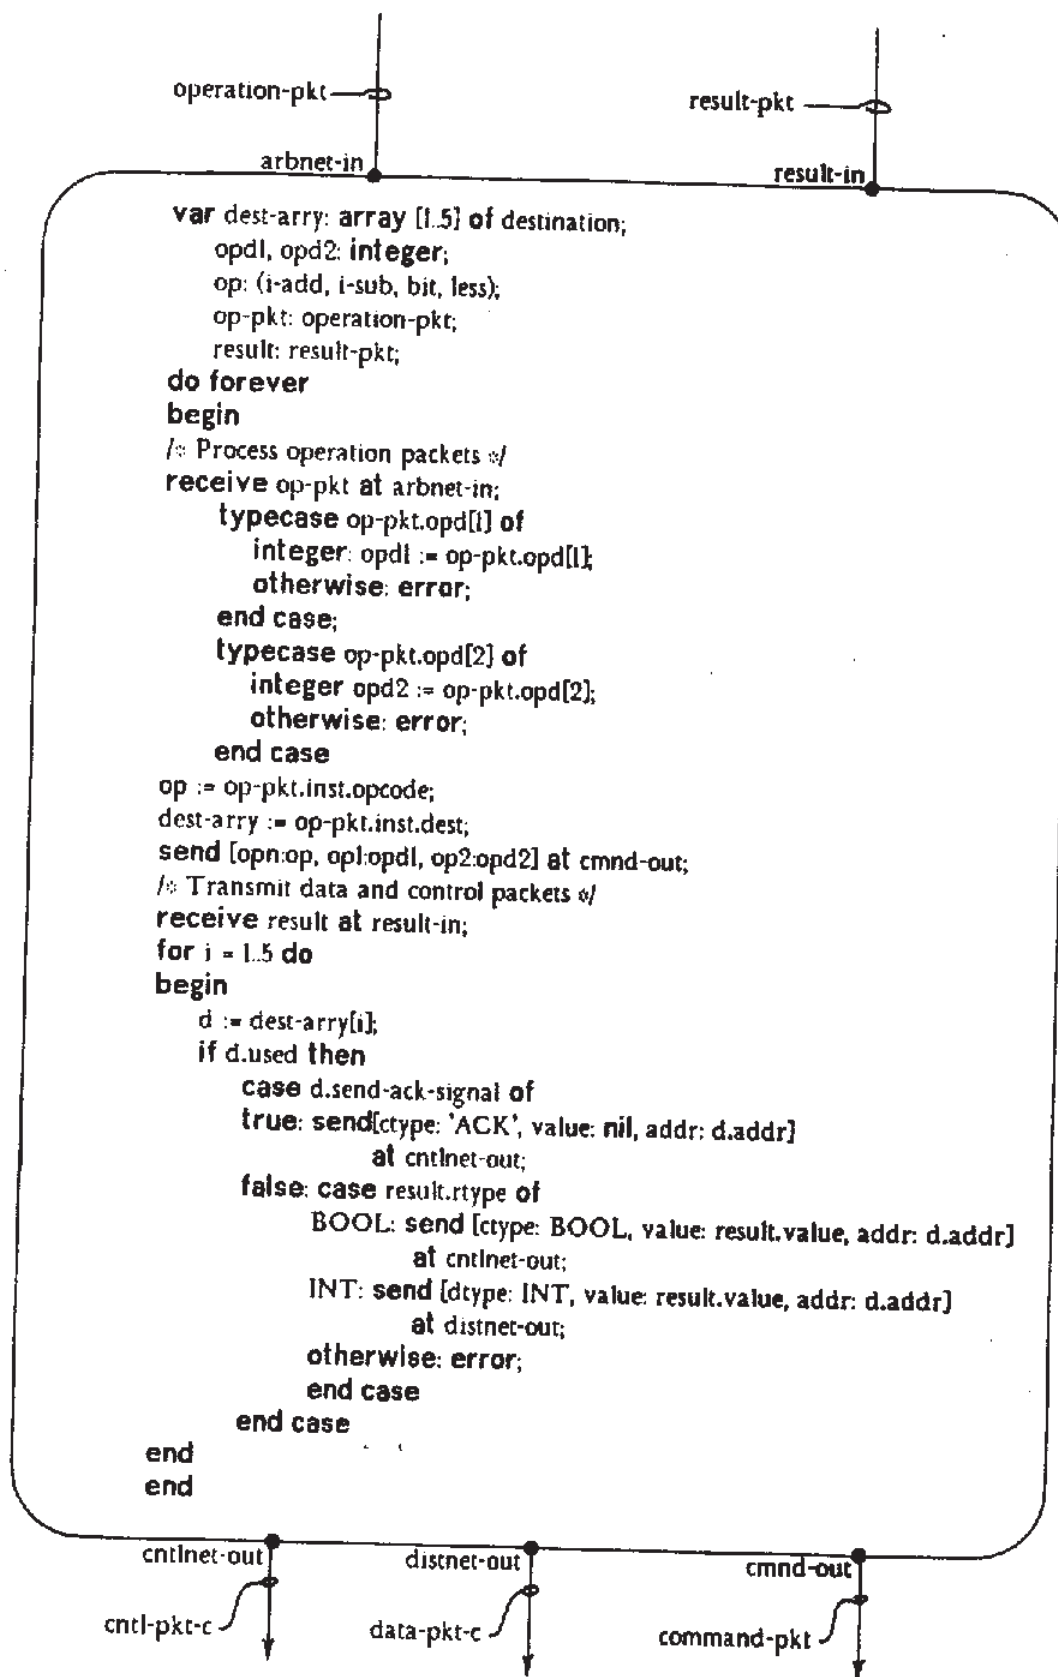 operation-pkt
result-pkt
arbnet-in
result-in
var dest-arry: array [1..5] of destination;
opd1, opd2: integer;
op: (i-add, i-sub, bit, less);
op-pkt: operation-pkt;
result: result-pkt;
do forever
begin
/* Process operation packets */
receive op-pkt at arbnet-in;
typecase op-pkt.opd[1] of
integer: opd1 := op-pkt.opd[1];
otherwise: error;
end case;
typecase op-pkt.opd[2] of
integer opd2 := op-pkt.opd[2];
otherwise: error;
end case
op := op-pkt.inst.opcode;
dest-arry := op-pkt.inst.dest;
send [opn:op, op1:opd1, op2:opd2] at cmnd-out;
/* Transmit data and control packets */
receive result at result-in;
for i = 1..5 do
begin
d := dest-arry[i];
if d.used then
case d.send-ack-signal of
true: send[ctype: 'ACK', value: nil, addr: d.addr]
at cntlnet-out;
false: case result.rtype of
BOOL: send [ctype: BOOL, value: result.value, addr: d.addr]
at cntlnet-out;
INT: send [dtype: INT, value: result.value, addr: d.addr]
at distnet-out;
otherwise: error;
end case
end case
end
end
cntlnet-out
distnet-out
cmnd-out
cntl-pkt-c
data-pkt-c
command-pkt